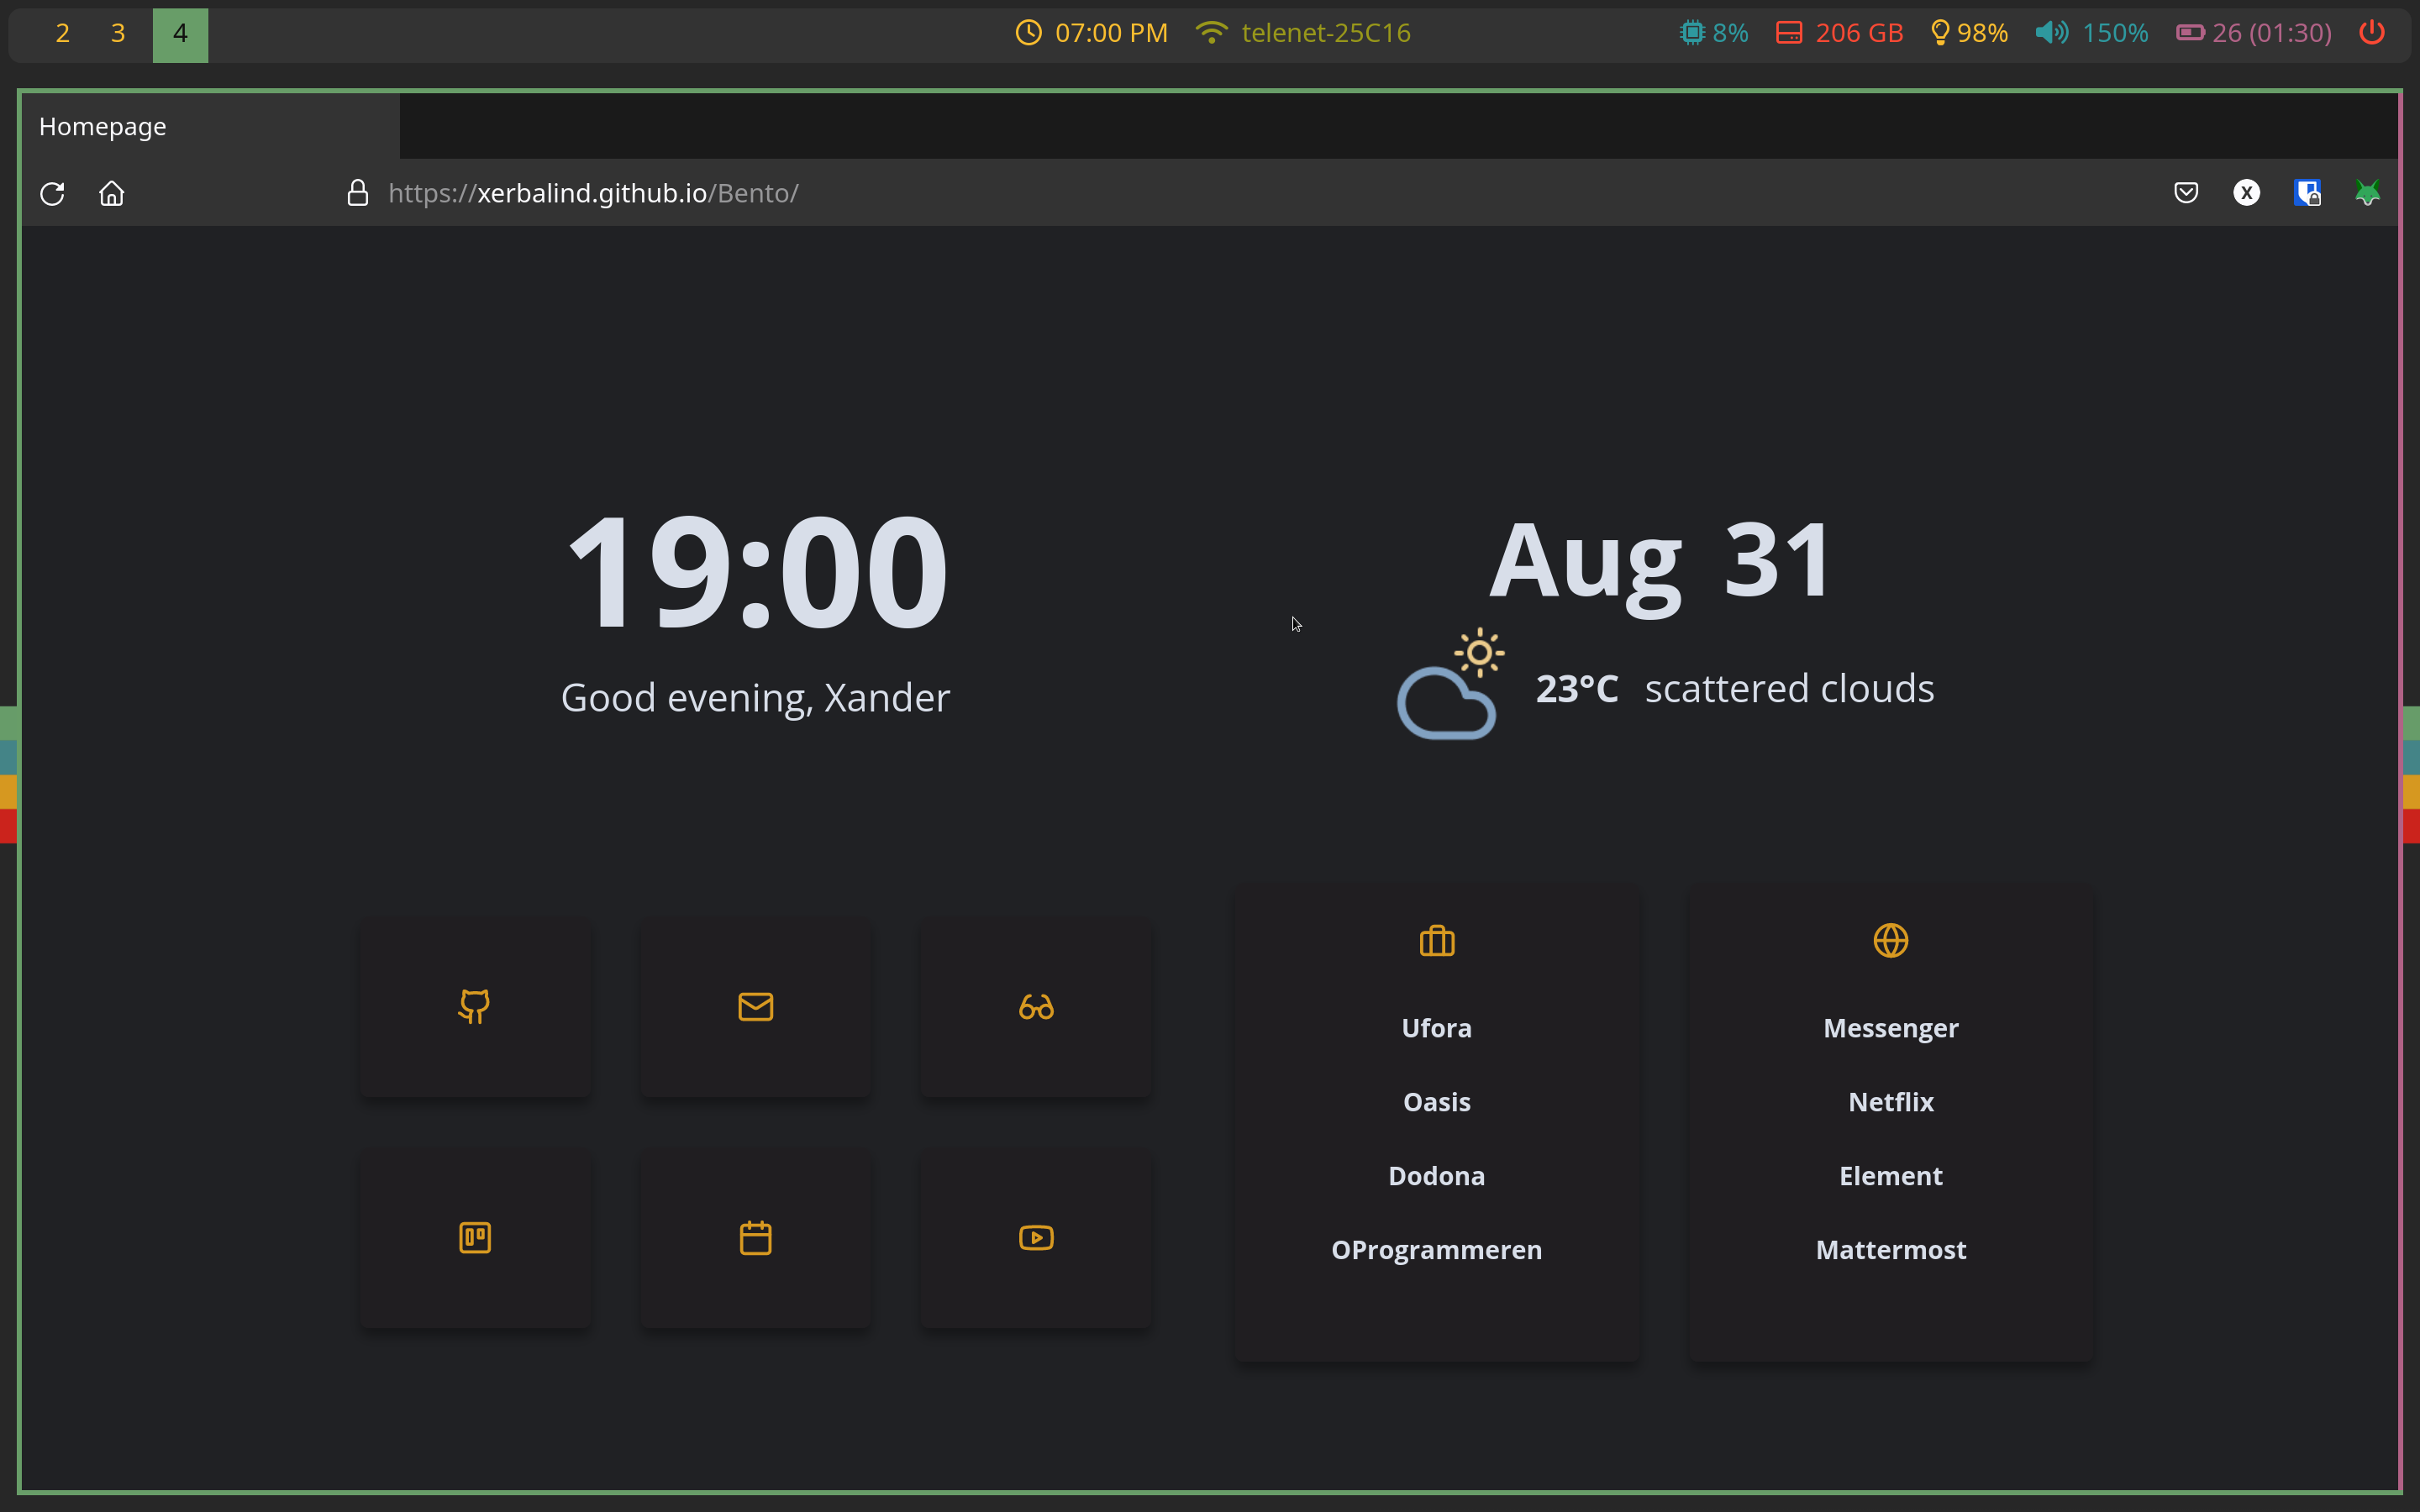 2 3 4 07:00 PM telenet-25C16 8% 206 GB 98% 150% 26 (01:30)
Homepage
https://xerbalind.github.io/Bento/
X
19:00
Good evening, Xander
Aug 31
23°C scattered clouds
Ufora
Oasis
Dodona
OProgrammeren
Messenger
Netflix
Element
Mattermost